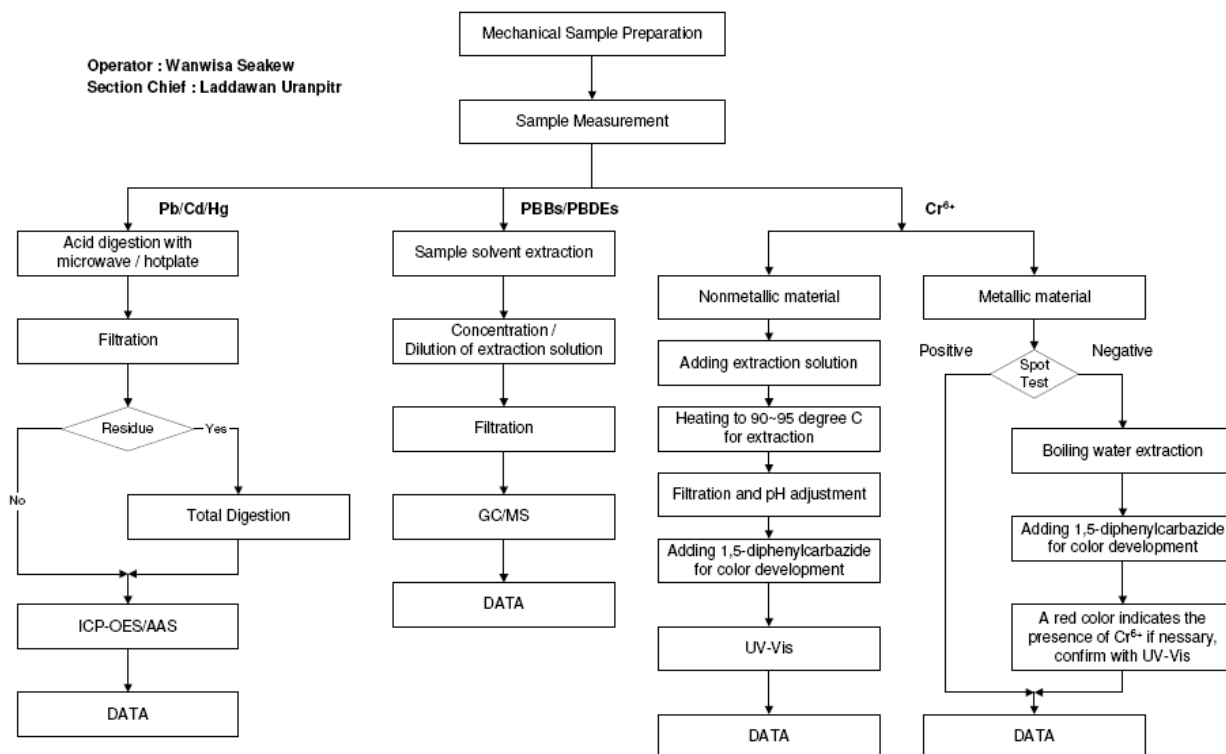 Mechanical Sample Preparation
Operator : Wanwisa Seakew
Section Chief : Laddawan Uranpitr
Sample Measurement
Pb/Cd/Hg
Acid digestion with
microwave / hotplate
Filtration
Residue
Yes
No
Total Digestion
ICP-OES/AAS
DATA
PBBs/PBDEs
Sample solvent extraction
Concentration /
Dilution of extraction solution
Filtration
GC/MS
DATA
Cr⁶⁺
Nonmetallic material
Adding extraction solution
Heating to 90~95 degree C
for extraction
Filtration and pH adjustment
Adding 1,5-diphenylcarbazide
for color development
UV-Vis
DATA
Metallic material
Positive
Negative
Spot
Test
Boiling water extraction
Adding 1,5-diphenylcarbazide
for color development
A red color indicates the
presence of Cr⁶⁺ if nessary,
confirm with UV-Vis
DATA